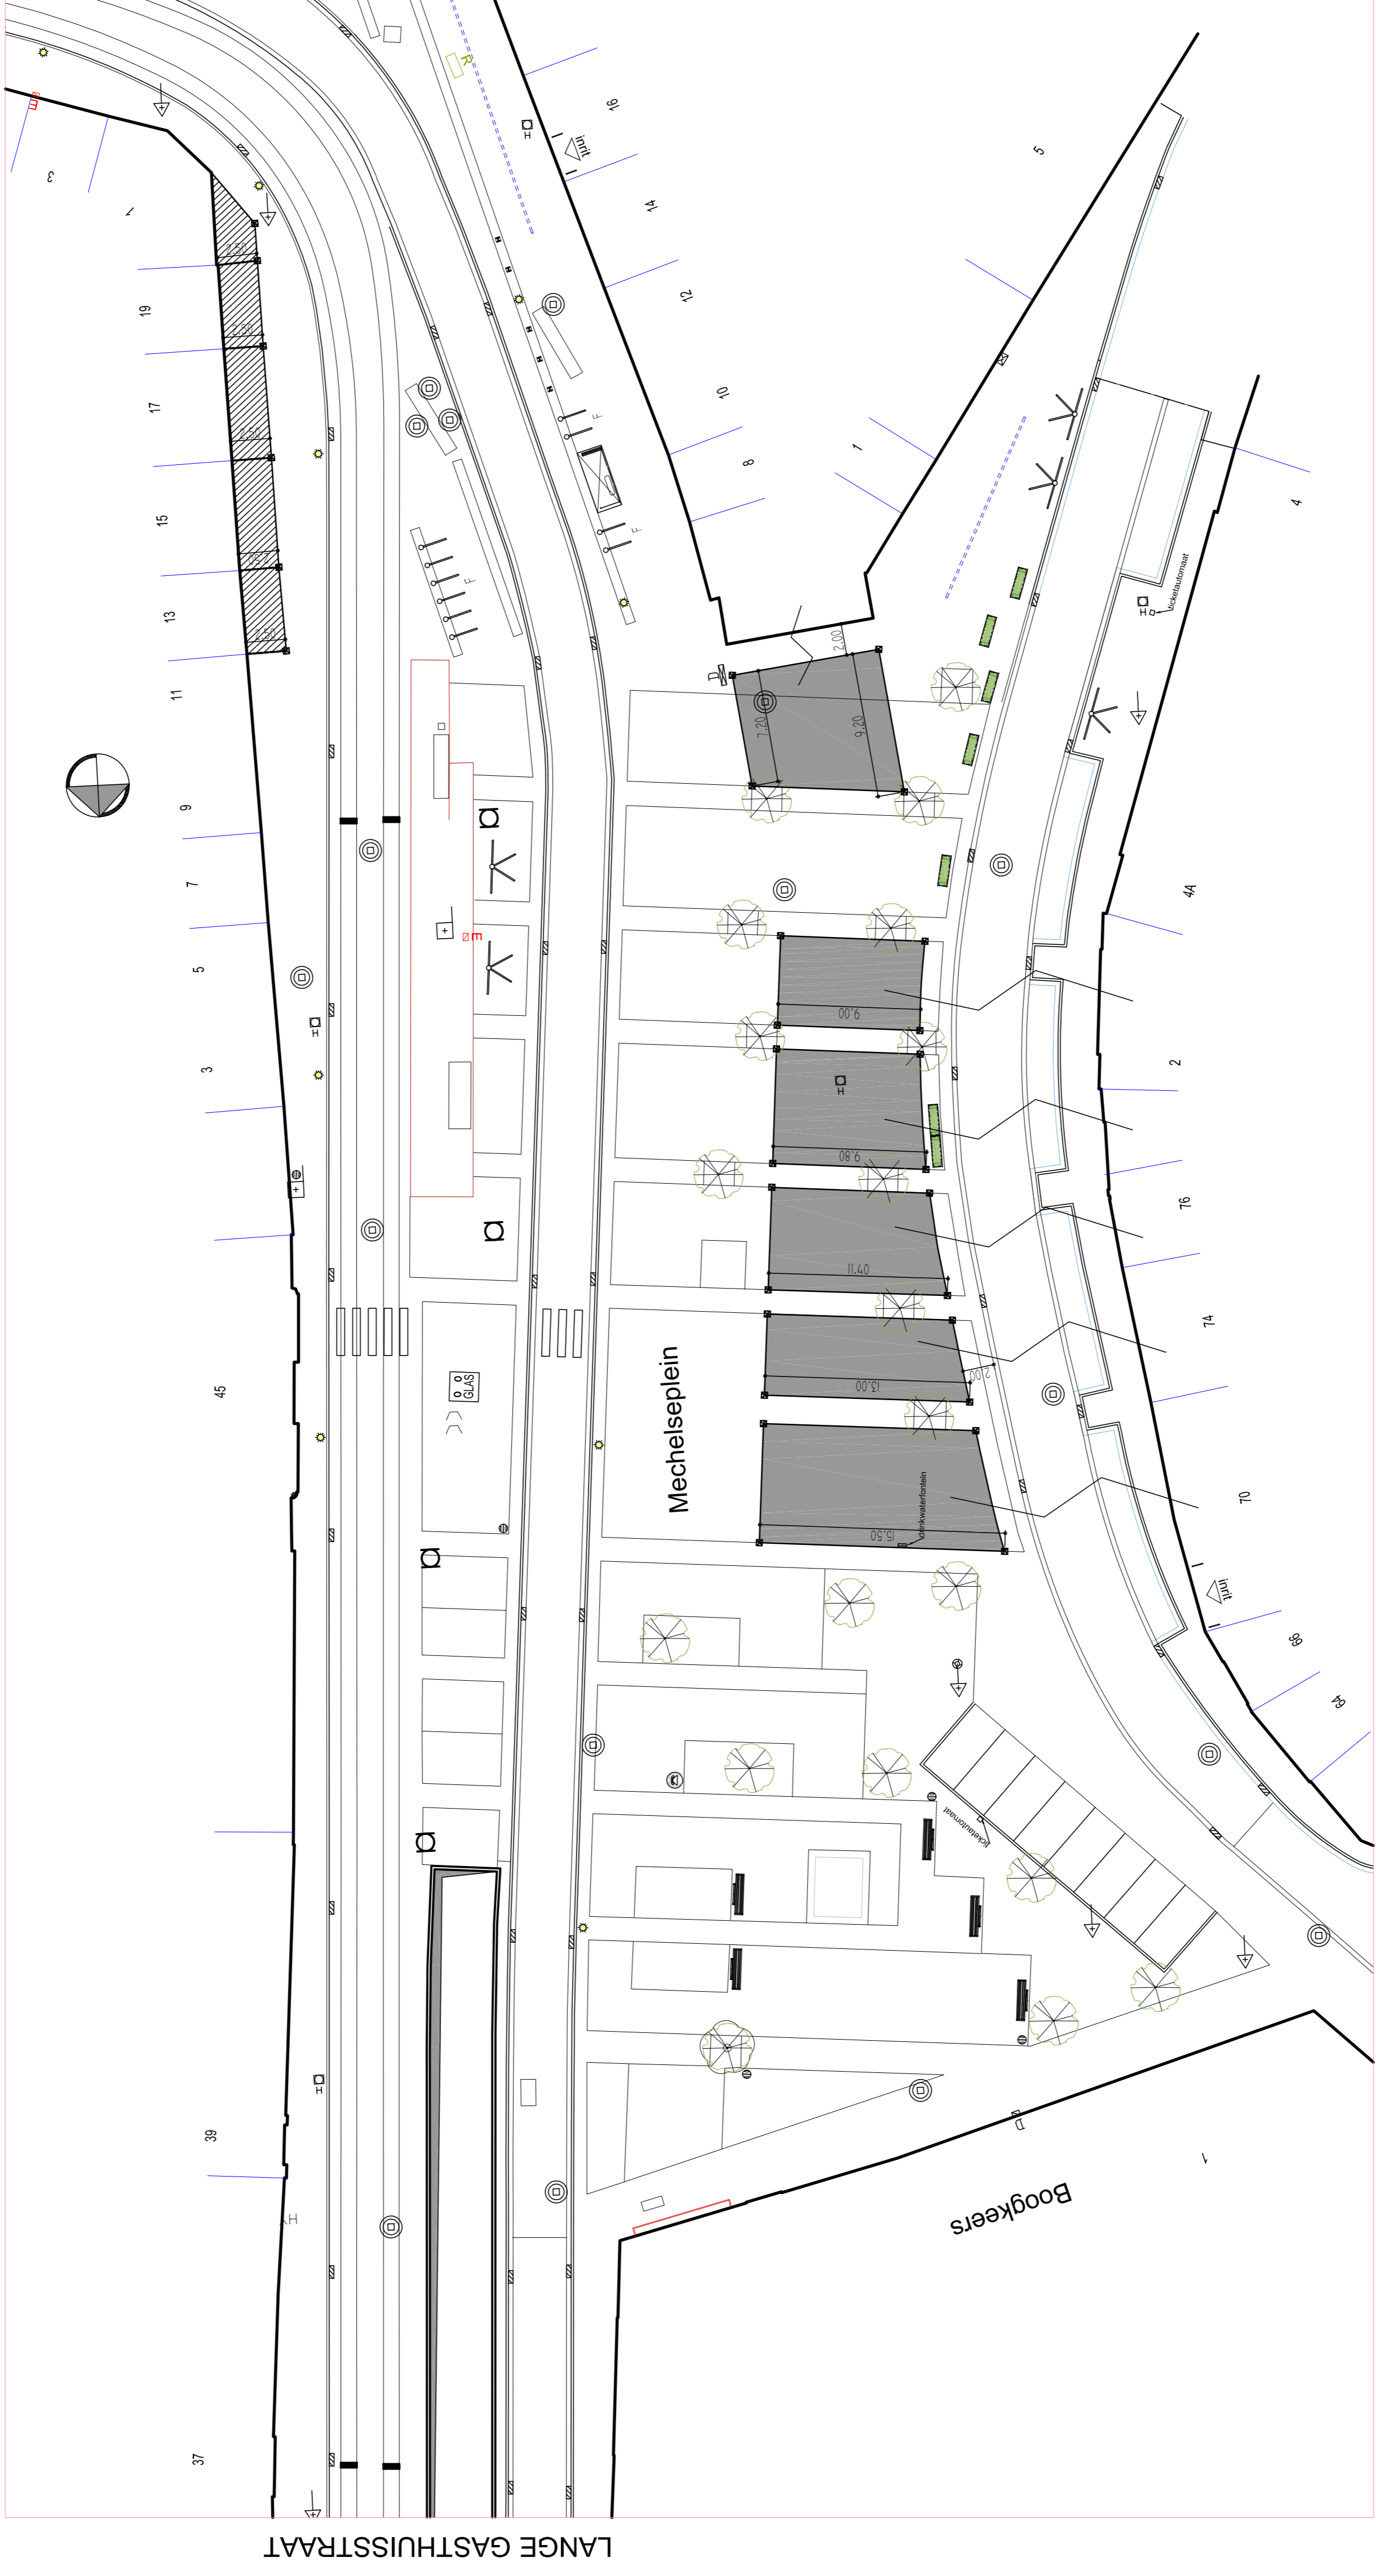 E
R
16
H
inrit
5
3
1
14
2.50
19
12
2.50
17
10
F
2.50
8
1
4
15
F
2.50
F
ticketautomaat
H
13
2.50
2.00
11
D
7.20
9.20
9
7
4A
E
5
9.00
H
3
2
H
9.80
76
11.40
74
45
GLAS
Mechelseplein
13.00
2.00
70
drinkwaterfontein
15.50
inrit
66
64
ticketautomaat
H
39
D
1
H
Boogkeers
37
LANGE GASTHUISSTRAAT